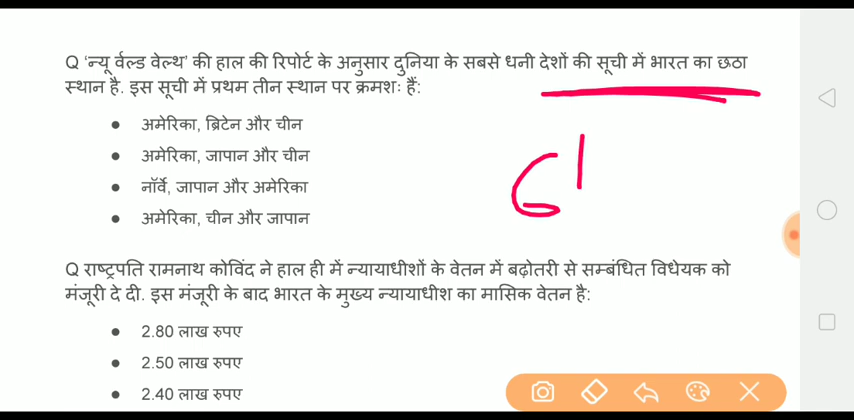 Q 'न्यू वर्ल्ड वेल्थ' की हाल की रिपोर्ट के अनुसार दुनिया के सबसे धनी देशों की सूची में भारत का छठा
स्थान है. इस सूची में प्रथम तीन स्थान पर क्रमशः हैं:
● अमेरिका, ब्रिटेन और चीन
● अमेरिका, जापान और चीन
● नॉर्वे, जापान और अमेरिका
● अमेरिका, चीन और जापान
Q राष्ट्रपति रामनाथ कोविंद ने हाल ही में न्यायाधीशों के वेतन में बढ़ोतरी से सम्बंधित विधेयक को
मंजूरी दे दी. इस मंजूरी के बाद भारत के मुख्य न्यायाधीश का मासिक वेतन है:
● 2.80 लाख रुपए
● 2.50 लाख रुपए
● 2.40 लाख रुपए